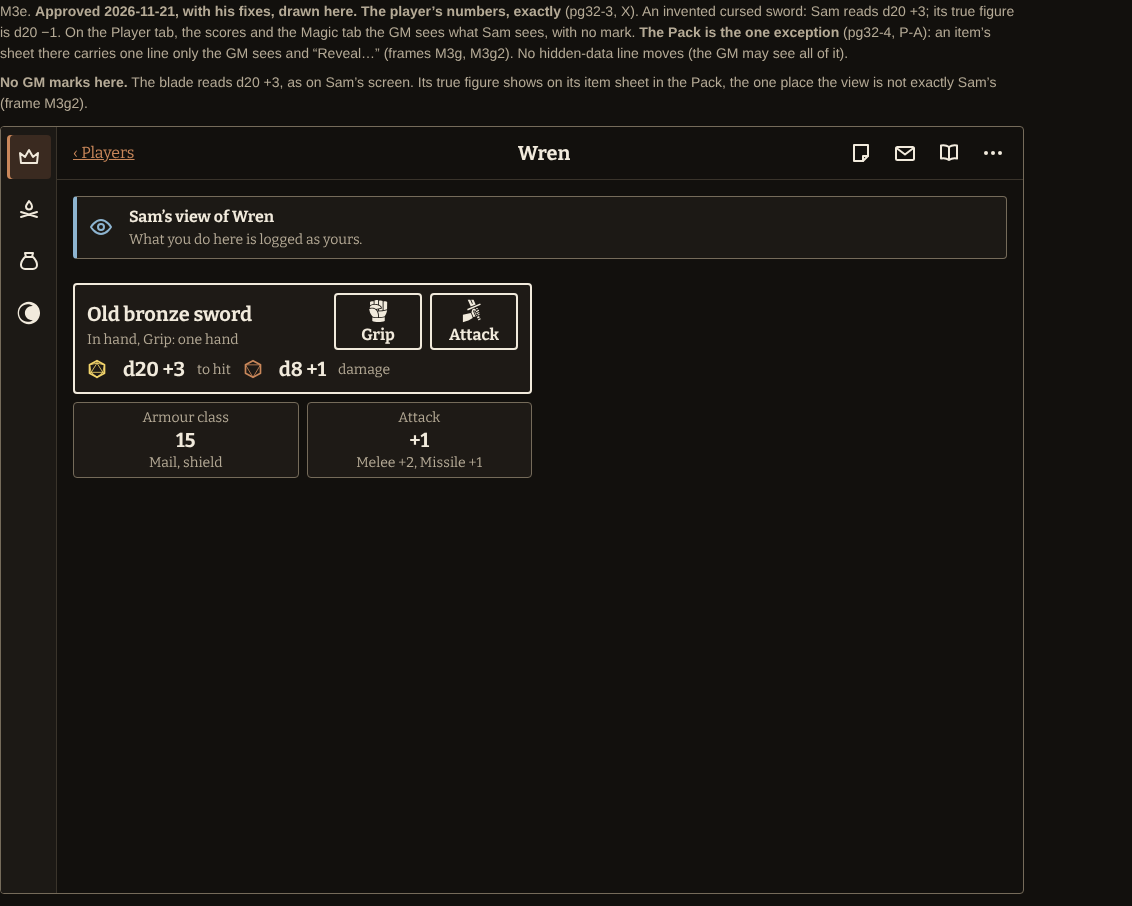 M3e. Approved 2026-11-21, with his fixes, drawn here. The player’s numbers, exactly (pg32-3, X). An invented cursed sword: Sam reads d20 +3; its true figure
is d20 −1. On the Player tab, the scores and the Magic tab the GM sees what Sam sees, with no mark. The Pack is the one exception (pg32-4, P-A): an item’s
sheet there carries one line only the GM sees and “Reveal…” (frames M3g, M3g2). No hidden-data line moves (the GM may see all of it).
No GM marks here. The blade reads d20 +3, as on Sam’s screen. Its true figure shows on its item sheet in the Pack, the one place the view is not exactly Sam’s
(frame M3g2).
‹ Players
Wren
Sam’s view of Wren
What you do here is logged as yours.
Old bronze sword
In hand, Grip: one hand
Grip
Attack
d20 +3 to hit d8 +1 damage
Armour class
15
Mail, shield
Attack
+1
Melee +2, Missile +1